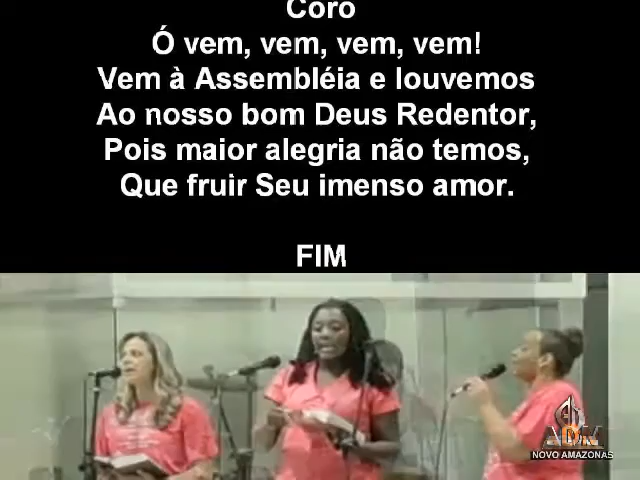 Coro
Ó vem, vem, vem, vem!
Vem à Assembléia e louvemos
Ao nosso bom Deus Redentor,
Pois maior alegria não temos,
Que fruir Seu imenso amor.
FIM
ADM
NOVO AMAZONAS